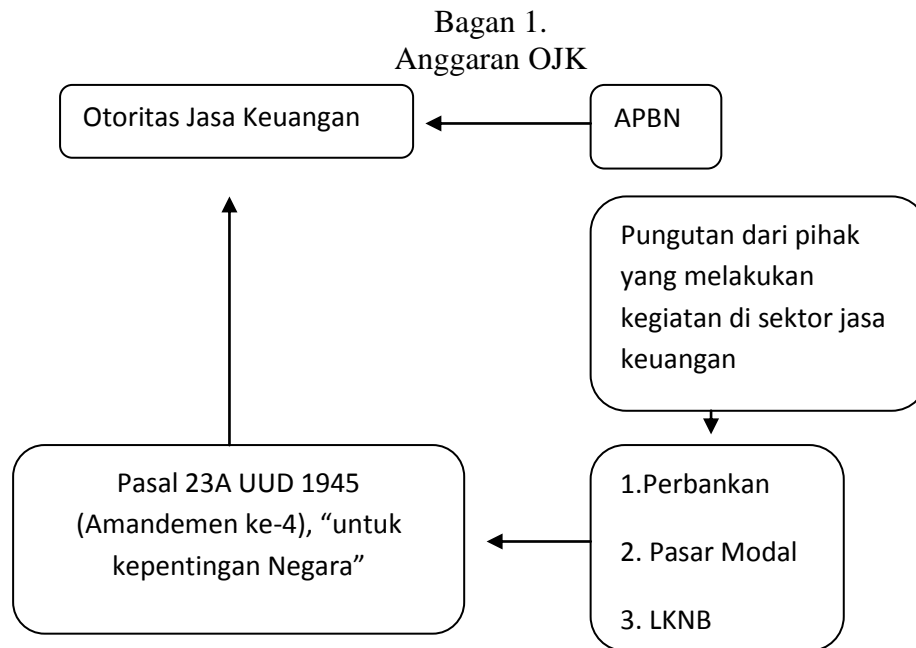 Bagan 1.
Anggaran OJK
Otoritas Jasa Keuangan
APBN
Pungutan dari pihak
yang melakukan
kegiatan di sektor jasa
keuangan
Pasal 23A UUD 1945
(Amandemen ke-4), “untuk
kepentingan Negara”
1.Perbankan
2. Pasar Modal
3. LKNB